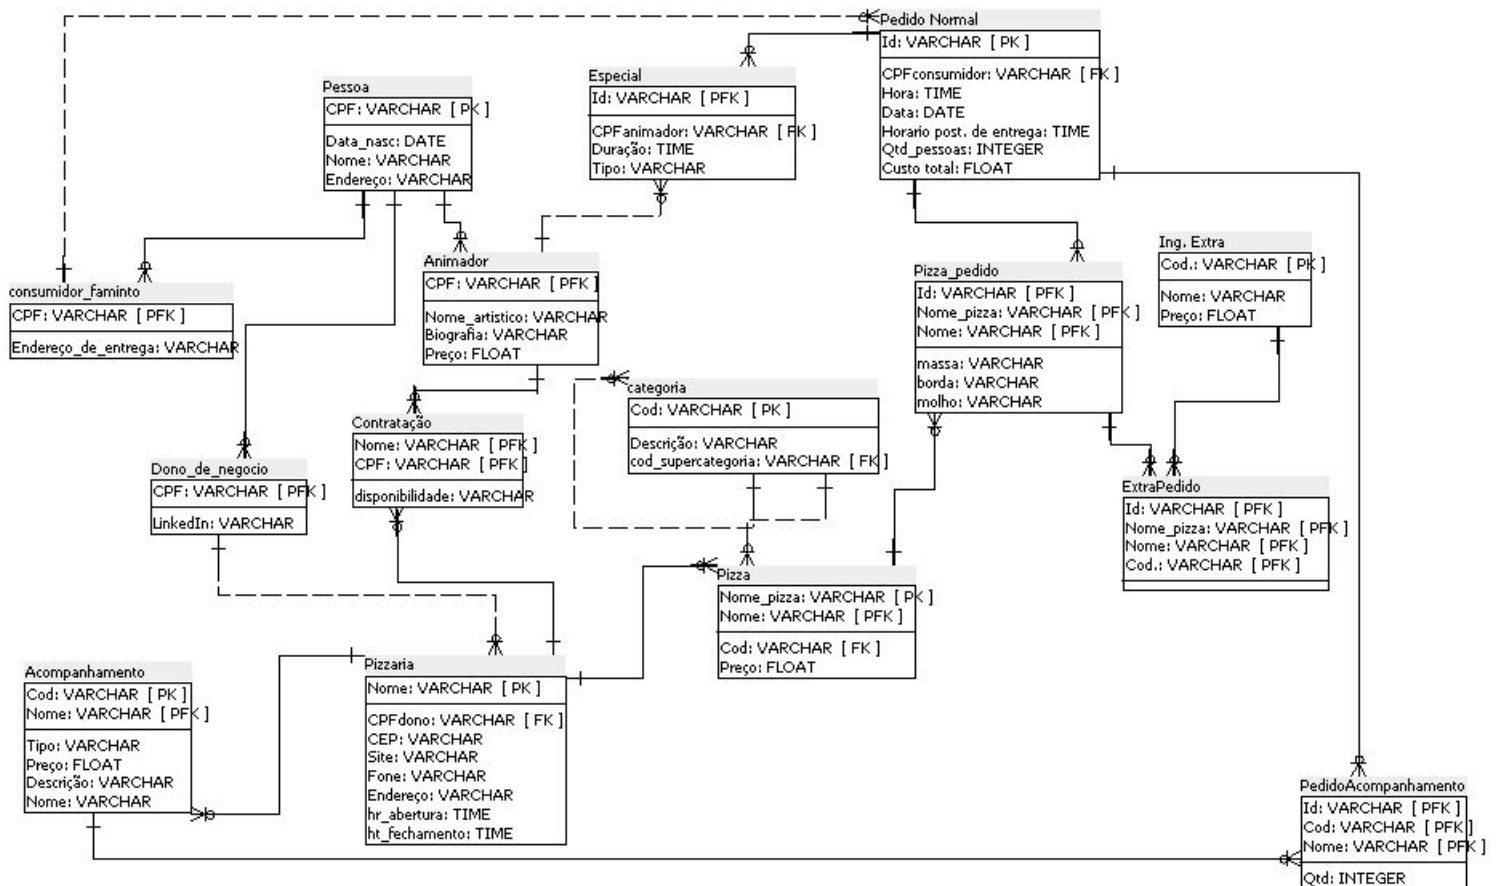 Pedido Normal
Id: VARCHAR [ PK ]
CPFconsumidor: VARCHAR [ FK ]
Hora: TIME
Data: DATE
Horario post. de entrega: TIME
Qtd_pessoas: INTEGER
Custo total: FLOAT
Especial
Id: VARCHAR [ PFK ]
CPFanimador: VARCHAR [ FK ]
Duração: TIME
Tipo: VARCHAR
Pessoa
CPF: VARCHAR [ PK ]
Data_nasc: DATE
Nome: VARCHAR
Endereço: VARCHAR
consumidor_faminto
CPF: VARCHAR [ PFK ]
Endereço_de_entrega: VARCHAR
Animador
CPF: VARCHAR [ PFK ]
Nome_artistico: VARCHAR
Biografia: VARCHAR
Preço: FLOAT
Pizza_pedido
Id: VARCHAR [ PFK ]
Nome_pizza: VARCHAR [ PFK ]
Nome: VARCHAR [ PFK ]
massa: VARCHAR
borda: VARCHAR
molho: VARCHAR
Ing. Extra
Cod.: VARCHAR [ PK ]
Nome: VARCHAR
Preço: FLOAT
categoria
Cod: VARCHAR [ PK ]
Descrição: VARCHAR
cod_supercategoria: VARCHAR [ FK ]
Contratação
Nome: VARCHAR [ PFK ]
CPF: VARCHAR [ PFK ]
disponibilidade: VARCHAR
Dono_de_negocio
CPF: VARCHAR [ PFK ]
LinkedIn: VARCHAR
ExtraPedido
Id: VARCHAR [ PFK ]
Nome_pizza: VARCHAR [ PFK ]
Nome: VARCHAR [ PFK ]
Cod.: VARCHAR [ PFK ]
Pizza
Nome_pizza: VARCHAR [ PK ]
Nome: VARCHAR [ PFK ]
Cod: VARCHAR [ FK ]
Preço: FLOAT
Acompanhamento
Cod: VARCHAR [ PK ]
Nome: VARCHAR [ PFK ]
Tipo: VARCHAR
Preço: FLOAT
Descrição: VARCHAR
Nome: VARCHAR
Pizzaria
Nome: VARCHAR [ PK ]
CPFdono: VARCHAR [ FK ]
CEP: VARCHAR
Site: VARCHAR
Fone: VARCHAR
Endereço: VARCHAR
hr_abertura: TIME
ht_fechamento: TIME
PedidoAcompanhamento
Id: VARCHAR [ PFK ]
Cod: VARCHAR [ PFK ]
Nome: VARCHAR [ PFK ]
Qtd: INTEGER